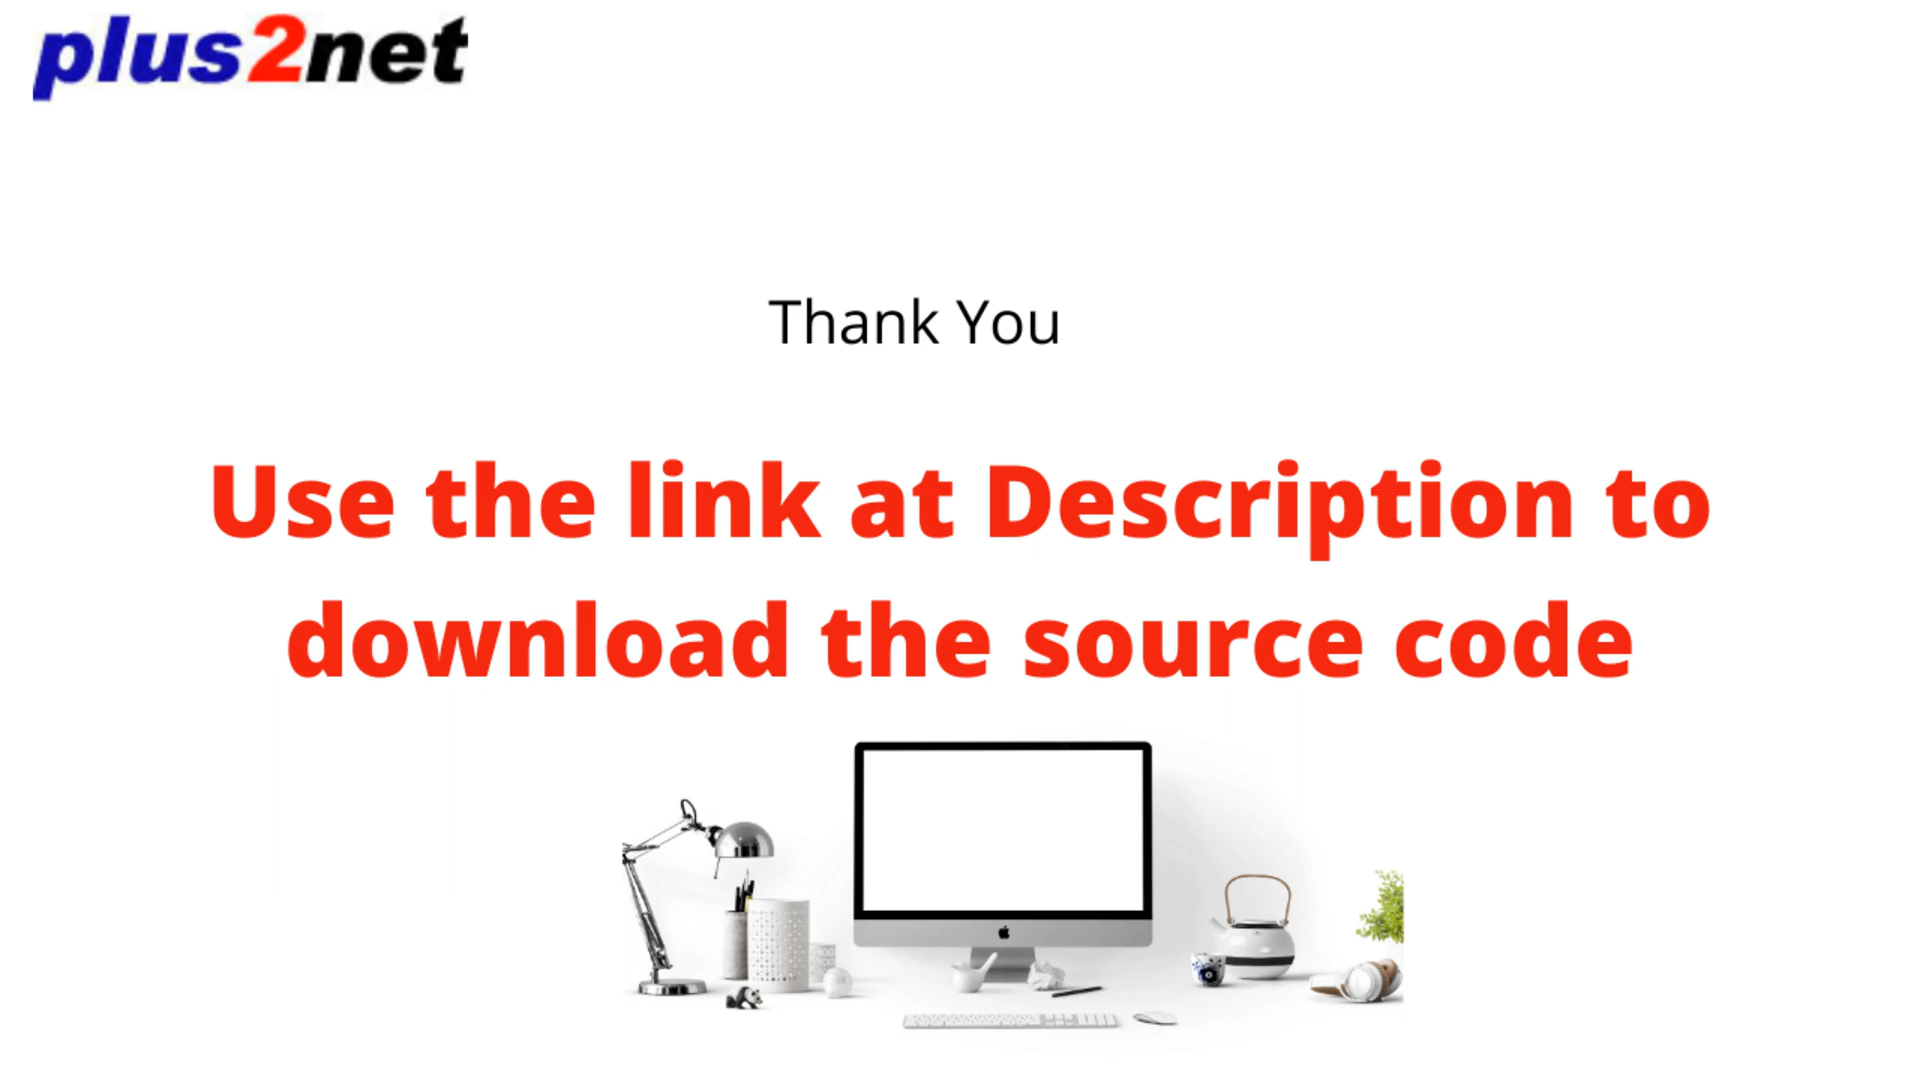 plus2net
Thank You
Use the link at Description to
download the source code